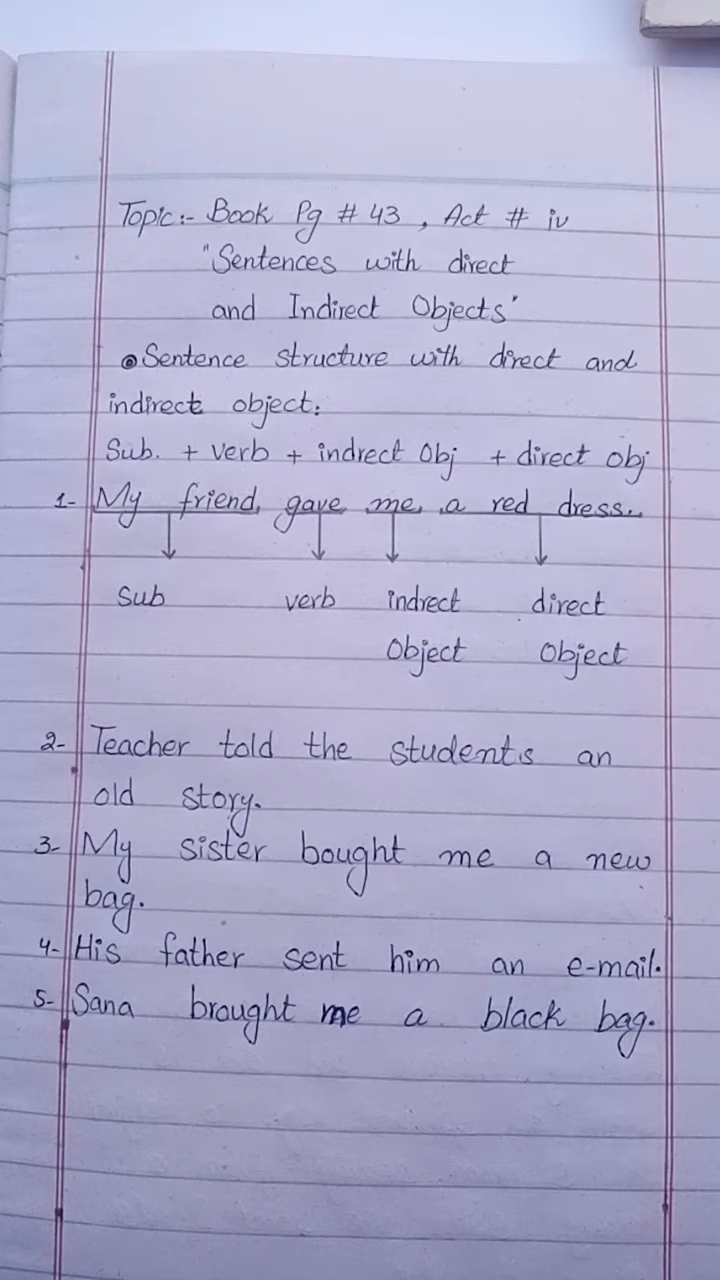 Topic:- Book Pg # 43 , Act # iv
"Sentences with direct
and Indirect Objects"
Sentence structure with direct and
indirect object:
Sub. + verb + indrect Obj + direct obj
1- My friend, gave me, a red dress.
Sub verb indrect direct
Object Object
2- Teacher told the students an
old story.
3- My sister bought me a new
bag.
4- His father sent him an e-mail.
5- Sana brought me a black bag.